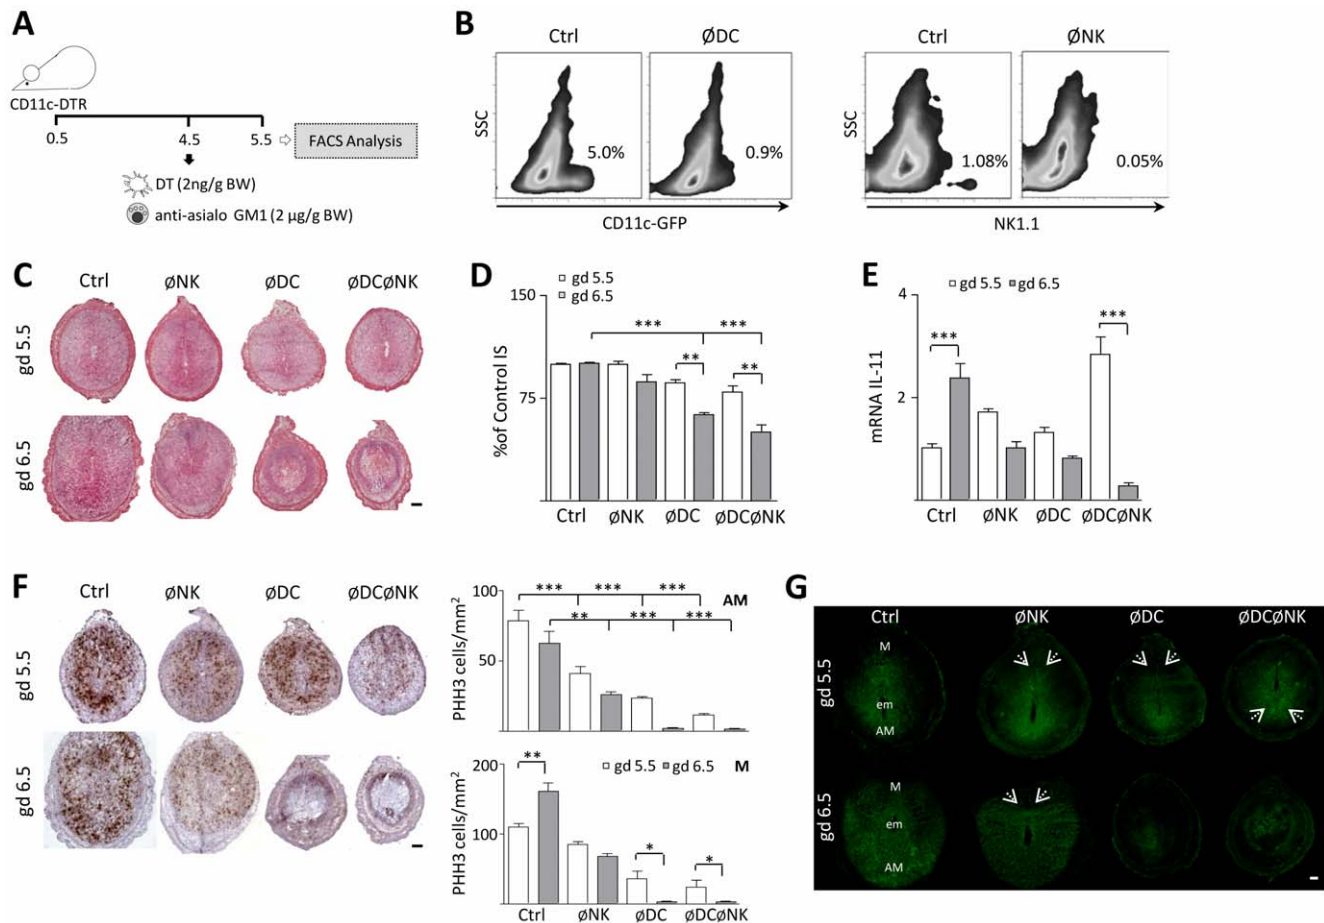 A
CD11c-DTR
0.5
4.5
5.5
FACS Analysis
DT (2ng/g BW)
anti-asialo GM1 (2 μg/g BW)
B
Ctrl
ØDC
SSC
5.0%
0.9%
CD11c-GFP
Ctrl
ØNK
SSC
1.08%
0.05%
NK1.1
C
Ctrl
øNK
øDC
øDCøNK
gd 5.5
gd 6.5
D
gd 5.5
gd 6.5
150
75
%of Control IS
***
***
**
**
Ctrl
øNK
øDC
øDCøNK
E
gd 5.5
gd 6.5
4
2
mRNA IL-11
***
***
Ctrl
øNK
øDC
øDCøNK
F
Ctrl
øNK
øDC
øDCøNK
gd 5.5
gd 6.5
100
50
PHH3 cells/mm²
AM
***
***
***
**
***
***
200
100
PHH3 cells/mm²
gd 5.5
gd 6.5
M
**
*
*
Ctrl
øNK
øDC
øDCøNK
G
Ctrl
øNK
øDC
øDCøNK
gd 5.5
M
em
AM
gd 6.5
M
em
AM